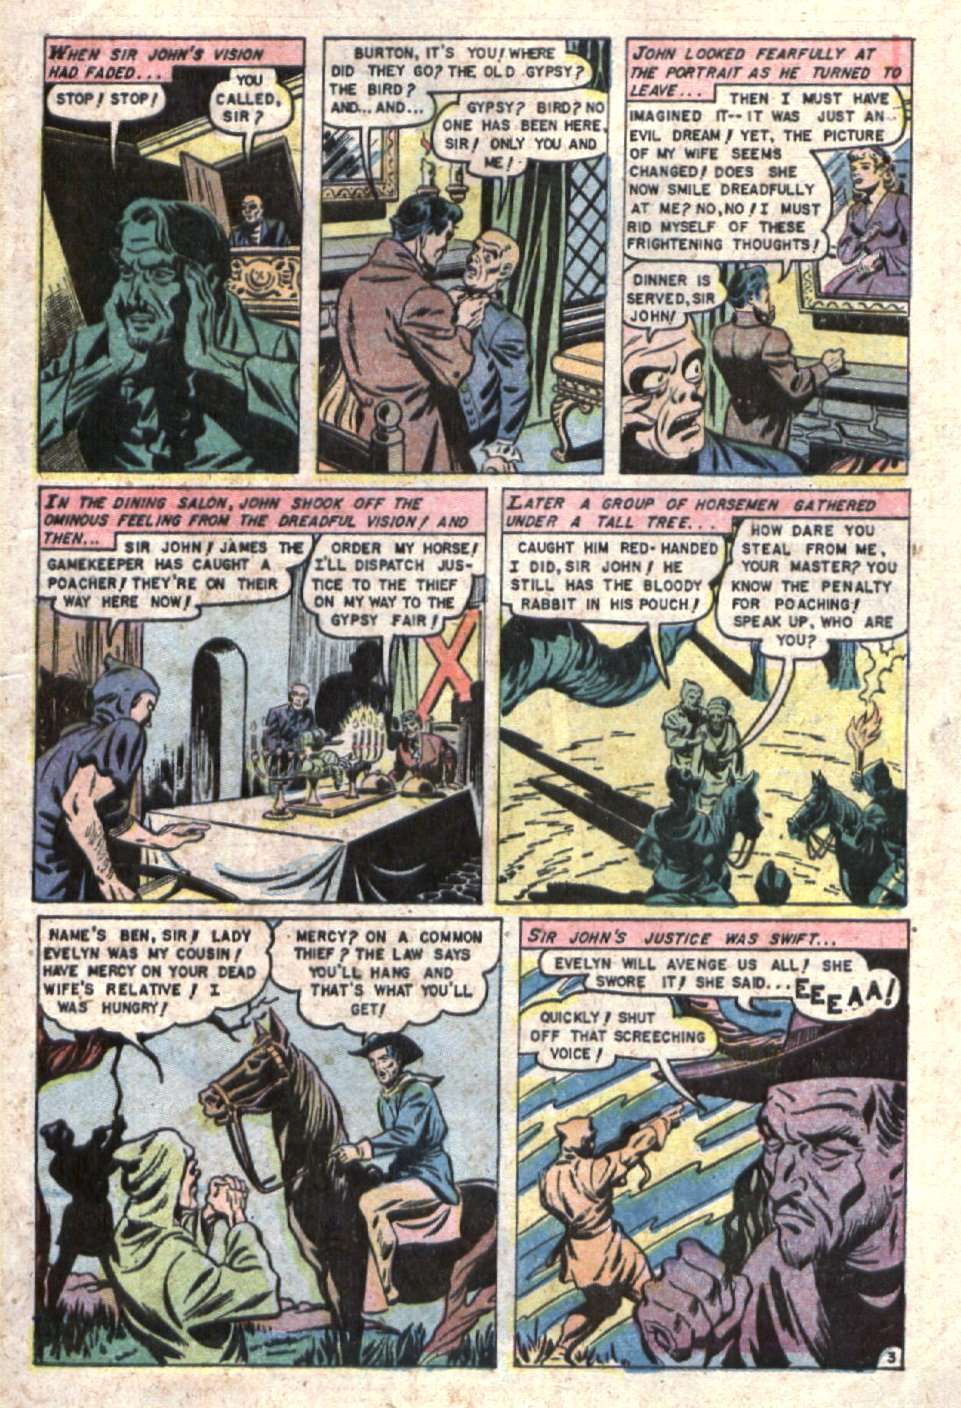 WHEN SIR JOHN'S VISION
HAD FADED...
STOP! STOP!
YOU
CALLED,
SIR?
BURTON, IT'S YOU! WHERE
DID THEY GO? THE OLD GYPSY?
THE BIRD?
AND...AND...
GYPSY? BIRD? NO
ONE HAS BEEN HERE,
SIR! ONLY YOU AND
ME!
JOHN LOOKED FEARFULLY AT
THE PORTRAIT AS HE TURNED TO
LEAVE...
THEN I MUST HAVE
IMAGINED IT-- IT WAS JUST AN
EVIL DREAM! YET, THE PICTURE
OF MY WIFE SEEMS
CHANGED! DOES SHE
NOW SMILE DREADFULLY
AT ME? NO, NO! I MUST
RID MYSELF OF THESE
FRIGHTENING THOUGHTS!
DINNER IS
SERVED, SIR
JOHN!
IN THE DINING SALON, JOHN SHOOK OFF THE
OMINOUS FEELING FROM THE DREADFUL VISION! AND
THEN...
SIR JOHN! JAMES THE
GAMEKEEPER HAS CAUGHT A
POACHER! THEY'RE ON THEIR
WAY HERE NOW!
ORDER MY HORSE!
I'LL DISPATCH JUS-
TICE TO THE THIEF
ON MY WAY TO THE
GYPSY FAIR!
LATER A GROUP OF HORSEMEN GATHERED
UNDER A TALL TREE...
CAUGHT HIM RED-HANDED
I DID, SIR JOHN! HE
STILL HAS THE BLOODY
RABBIT IN HIS POUCH!
HOW DARE YOU
STEAL FROM ME,
YOUR MASTER? YOU
KNOW THE PENALTY
FOR POACHING!
SPEAK UP, WHO ARE
YOU?
NAME'S BEN, SIR! LADY
EVELYN WAS MY COUSIN!
HAVE MERCY ON YOUR DEAD
WIFE'S RELATIVE! I
WAS HUNGRY!
MERCY? ON A COMMON
THIEF? THE LAW SAYS
YOU'LL HANG AND
THAT'S WHAT YOU'LL
GET!
SIR JOHN'S JUSTICE WAS SWIFT...
EVELYN WILL AVENGE US ALL! SHE
SWORE IT! SHE SAID...EEEAA!
QUICKLY! SHUT
OFF THAT SCREECHING
VOICE!
3